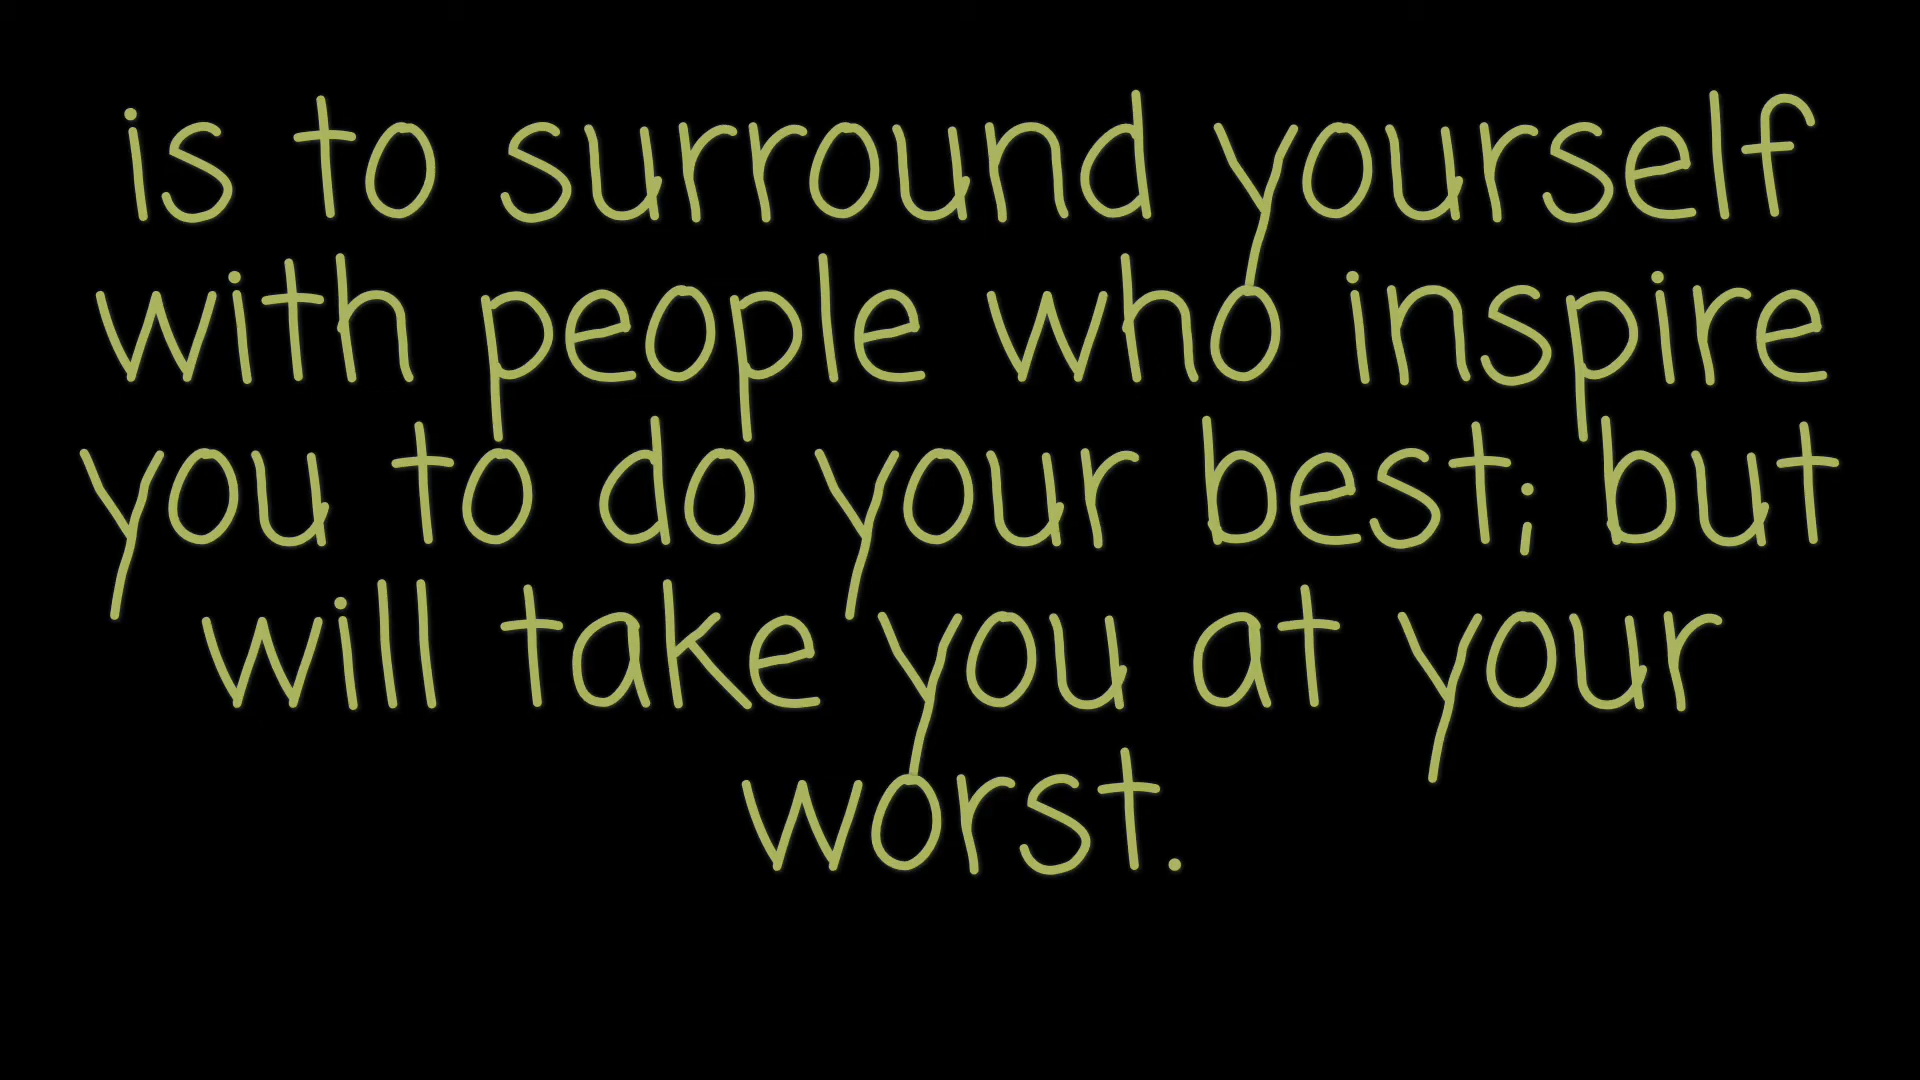 is to surround yourself
with people who inspire
you to do your best; but
will take you at your
worst.